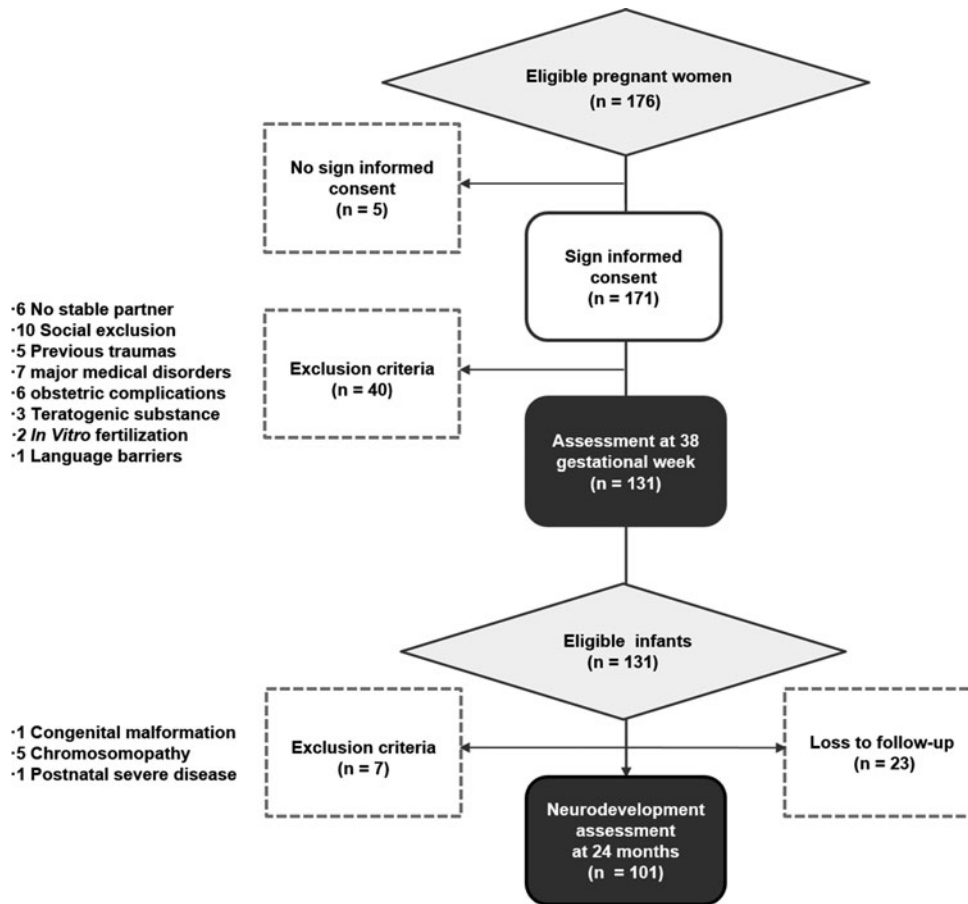 Eligible pregnant women
(n = 176)
No sign informed
consent
(n = 5)
Sign informed
consent
(n = 171)
·6 No stable partner
·10 Social exclusion
·5 Previous traumas
·7 major medical disorders
·6 obstetric complications
·3 Teratogenic substance
·2 In Vitro fertilization
·1 Language barriers
Exclusion criteria
(n = 40)
Assessment at 38
gestational week
(n = 131)
Eligible infants
(n = 131)
·1 Congenital malformation
·5 Chromosomopathy
·1 Postnatal severe disease
Exclusion criteria
(n = 7)
Loss to follow-up
(n = 23)
Neurodevelopment
assessment
at 24 months
(n = 101)